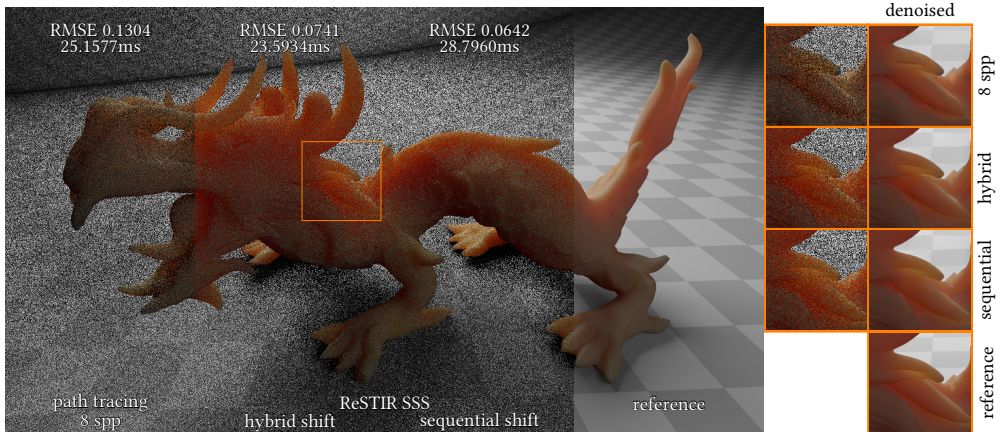 RMSE 0.1304
25.1577ms
RMSE 0.0741
23.5934ms
RMSE 0.0642
28.7960ms
path tracing
8 spp
ReSTIR SSS
hybrid shift
sequential shift
reference
denoised
8 spp
hybrid
sequential
reference